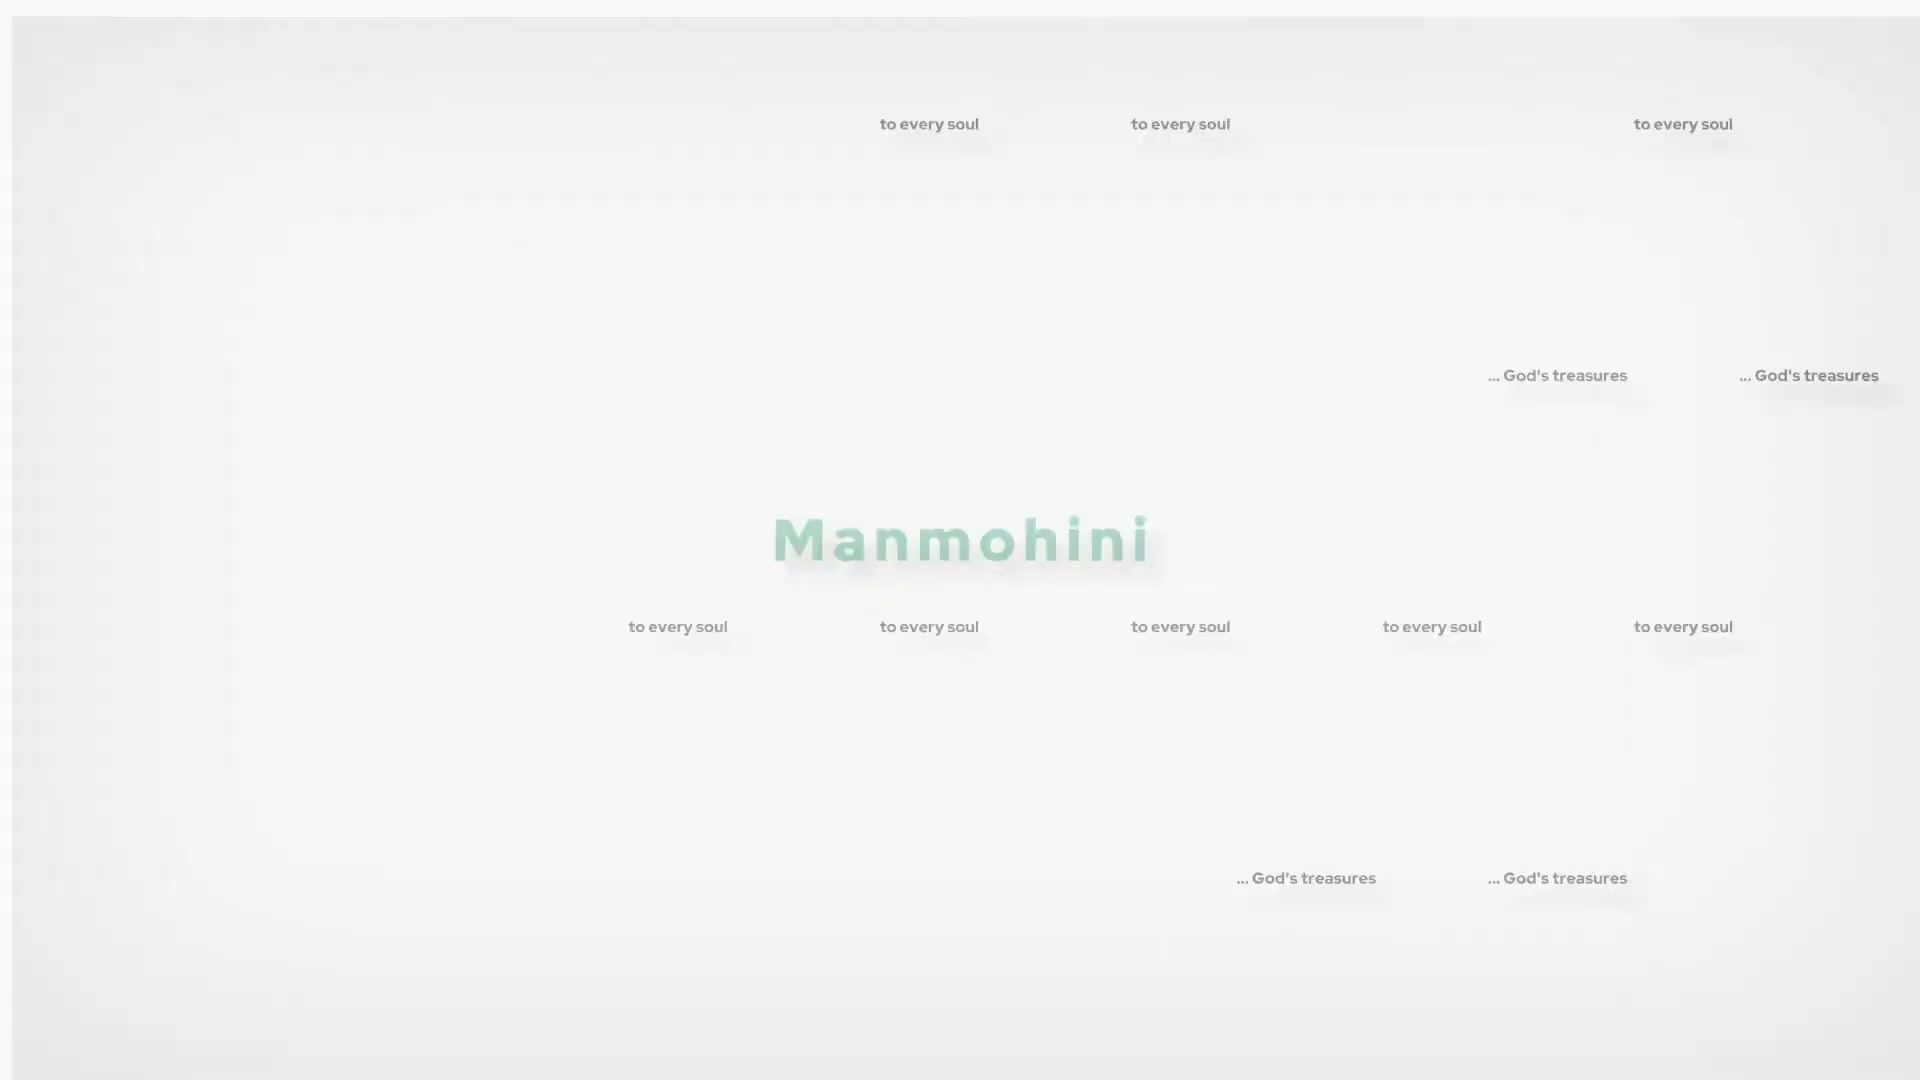 to every soul to every soul to every soul
... God's treasures ... God's treasures
Manmohini
to every soul to every soul to every soul to every soul to every soul
... God's treasures ... God's treasures